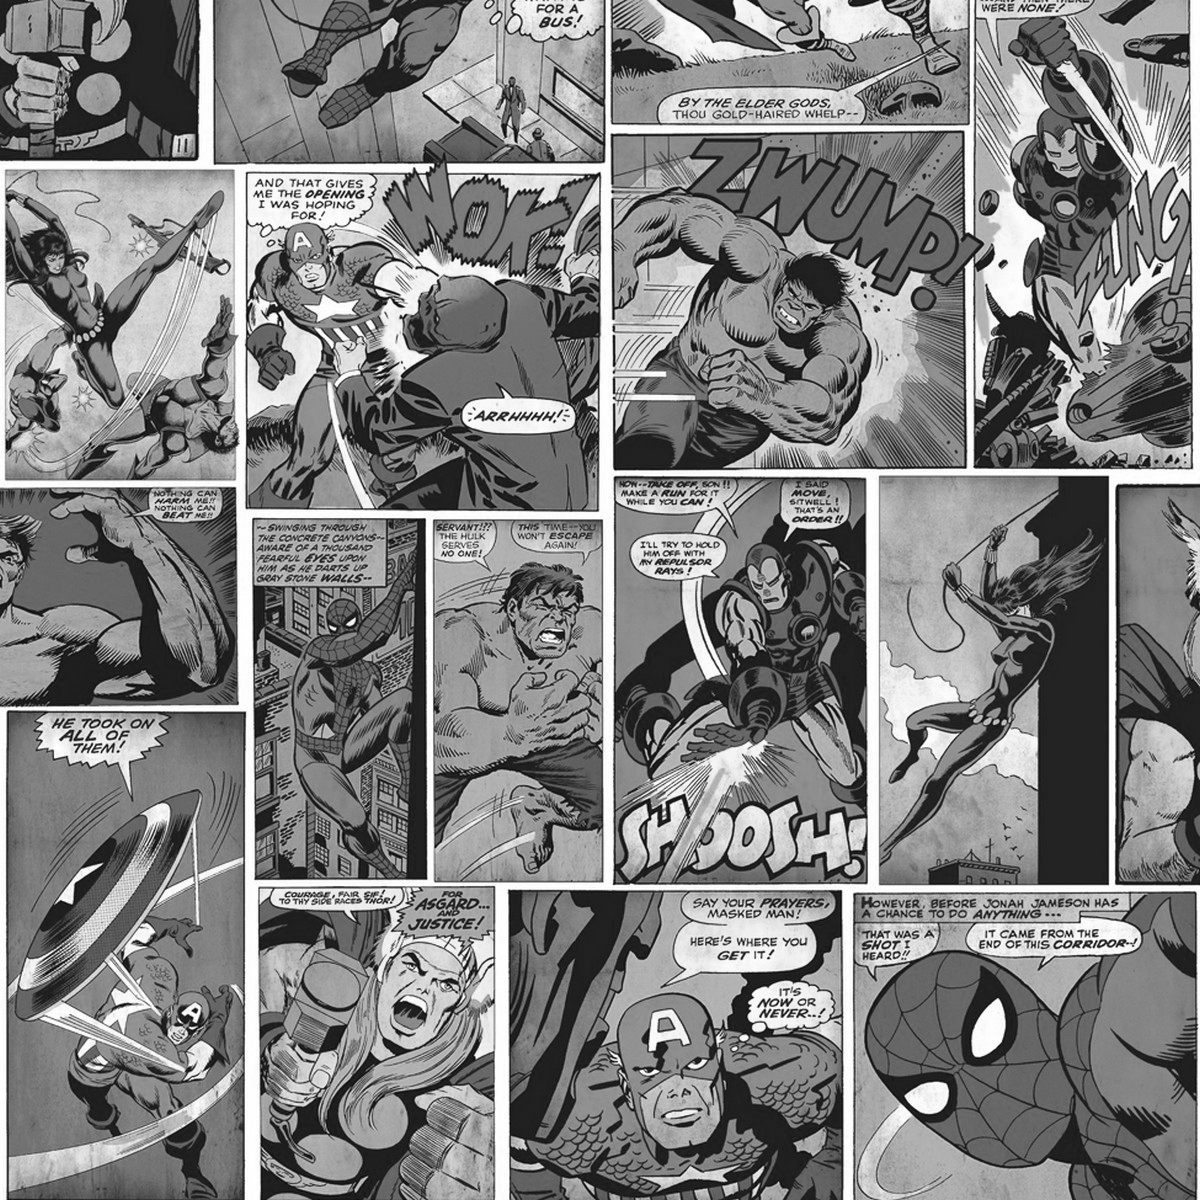 FOR A
BUS!
11
BY THE ELDER GODS,
THOU GOLD-HAIRED WHELP--
WERE NONE!
AND THAT GIVES
ME THE OPENING
I WAS HOPING
FOR!
WOK!
ARRHHHH!
ZWUMP!
ZUNG!
NOTHING CAN
HARM ME!!
NOTHING CAN
BEAT ME!!
~SWINGING THROUGH
THE CONCRETE CANYONS--
AWARE OF A THOUSAND
FEARFUL EYES UPON
HIM AS HE DARTS UP
GRAY STONE WALLS--
SERVANT!??
THE HULK
SERVES
NO ONE!
THIS TIME--YOU
WON'T ESCAPE
AGAIN!
NOW--TAKE OFF, SON!!
MAKE A RUN FOR IT
WHILE YOU CAN!
I SAID
MOVE,
SITWELL!
THAT'S AN
ORDER!!
I'LL TRY TO HOLD
HIM OFF WITH
MY REPULSOR
RAYS!
SHOOSH!
HE TOOK ON
ALL OF
THEM!
COURAGE, FAIR SIF!
TO THY SIDE RACES THOR!
FOR
ASGARD...
AND
JUSTICE!
SAY YOUR PRAYERS,
MASKED MAN!
HERE'S WHERE YOU
GET IT!
IT'S
NOW OR
NEVER..!
A
HOWEVER, BEFORE JONAH JAMESON HAS
A CHANCE TO DO ANYTHING---
THAT WAS A
SHOT I
HEARD!!
IT CAME FROM THE
END OF THIS CORRIDOR--!